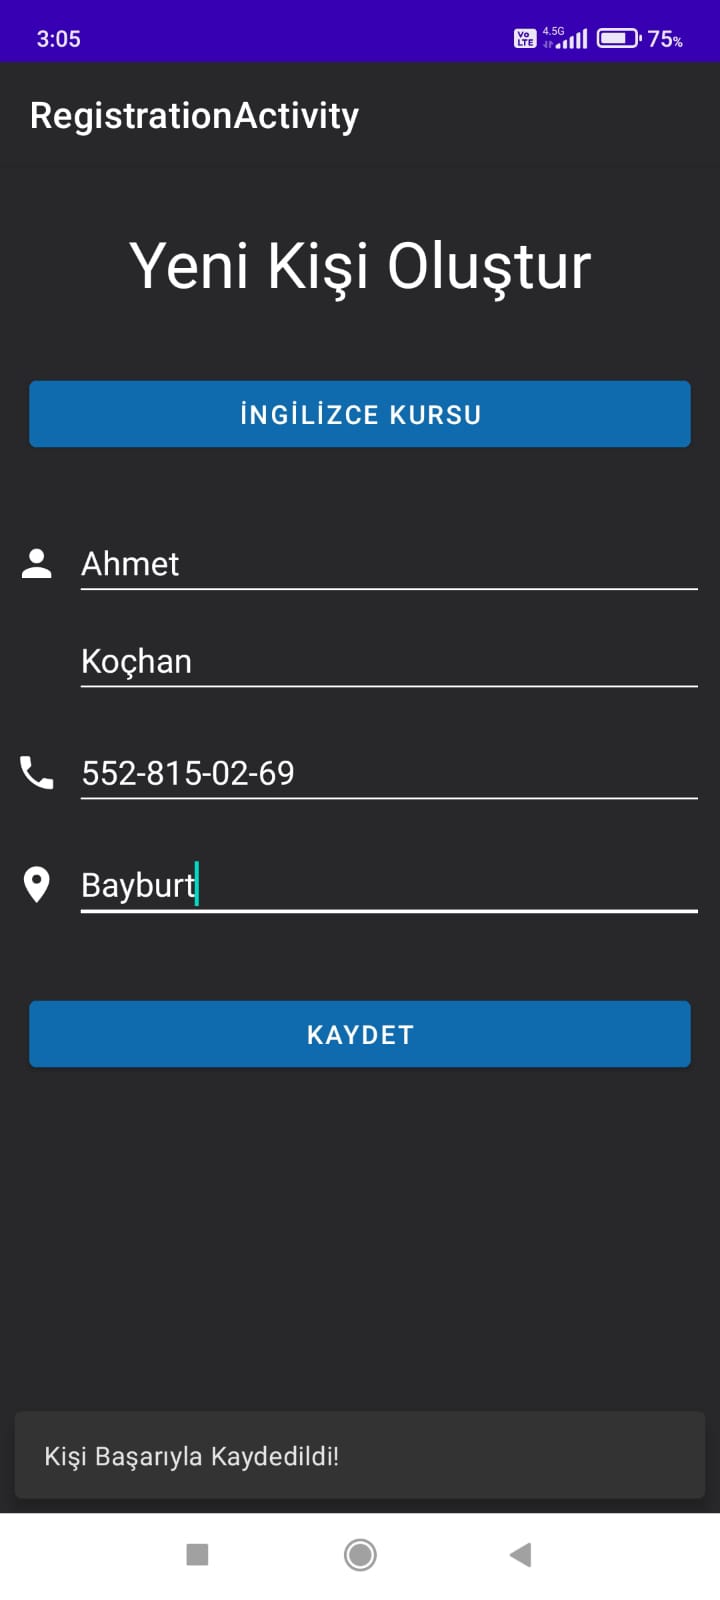 3:05
Vo LTE 4.5G 75%
RegistrationActivity
Yeni Kişi Oluştur
İNGİLİZCE KURSU
Ahmet
Koçhan
552-815-02-69
Bayburt
KAYDET
Kişi Başarıyla Kaydedildi!